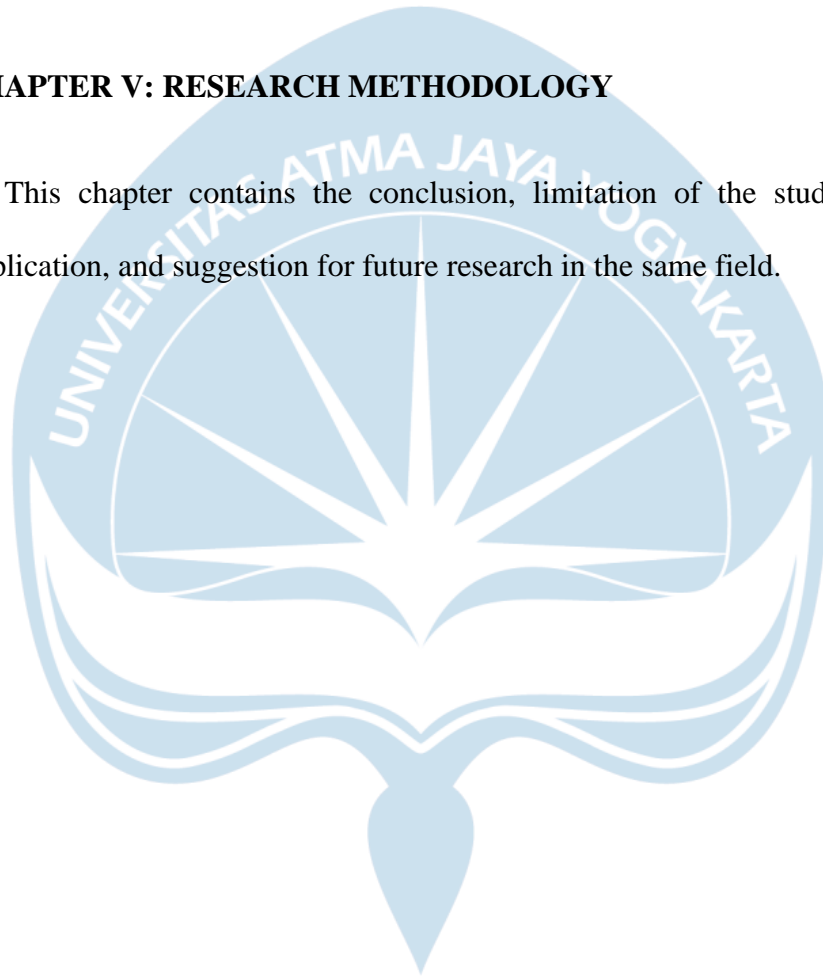 HAPTER V: RESEARCH METHODOLOGY
UNIVERSITAS ATMA JAYA YOGYAKARTA
This chapter contains the conclusion, limitation of the stud
plication, and suggestion for future research in the same field.